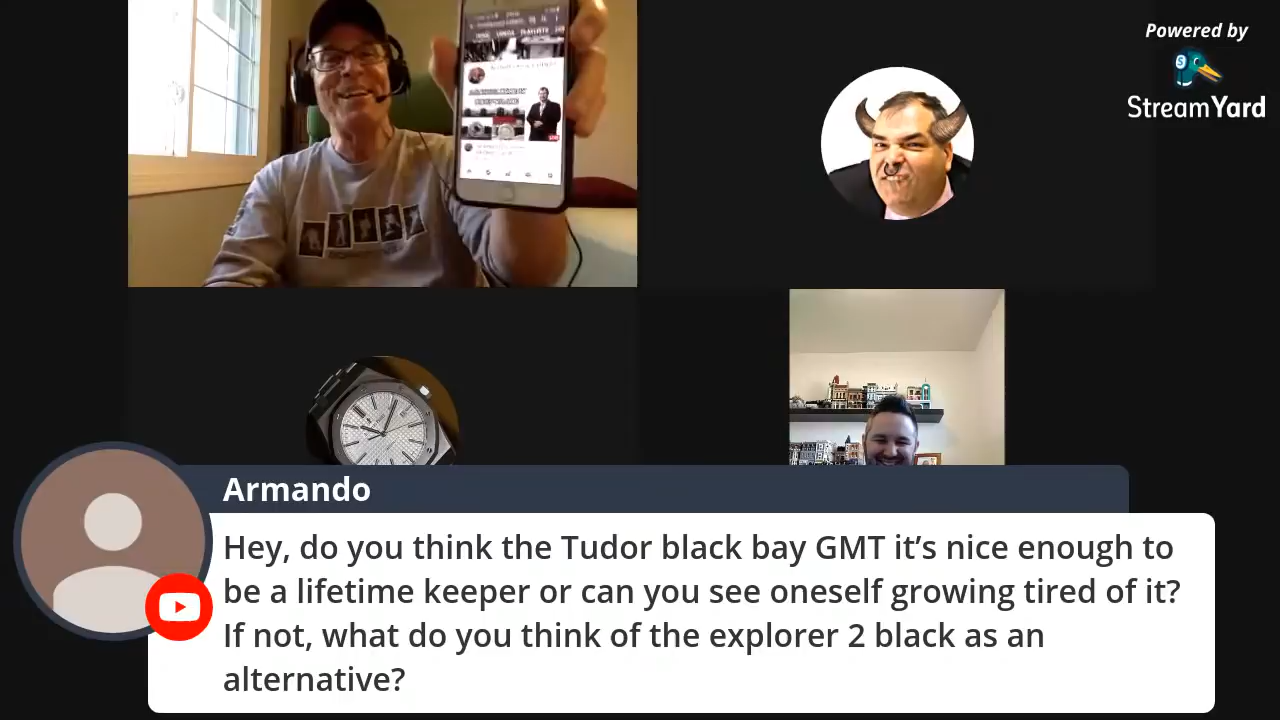 Powered by
StreamYard
Armando
Hey, do you think the Tudor black bay GMT it’s nice enough to
be a lifetime keeper or can you see oneself growing tired of it?
If not, what do you think of the explorer 2 black as an
alternative?